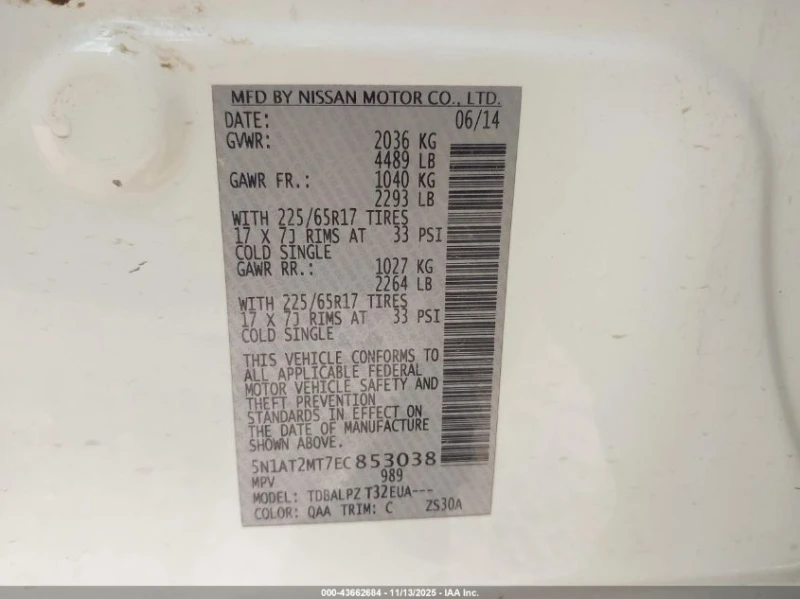 MFD BY NISSAN MOTOR CO., LTD.
DATE: 06/14
GVWR: 2036 KG
4489 LB
GAWR FR.: 1040 KG
2293 LB
WITH 225/65R17 TIRES
17 X 7J RIMS AT 33 PSI
COLD SINGLE
GAWR RR.: 1027 KG
2264 LB
WITH 225/65R17 TIRES
17 X 7J RIMS AT 33 PSI
COLD SINGLE
THIS VEHICLE CONFORMS TO
ALL APPLICABLE FEDERAL
MOTOR VEHICLE SAFETY AND
THEFT PREVENTION
STANDARDS IN EFFECT ON
THE DATE OF MANUFACTURE
SHOWN ABOVE.
5N1AT2MT7EC853038
MPV 989
MODEL: TDBALPZ T32EUA---
COLOR: QAA TRIM: C ZS30A
000-43662684 - 11/13/2025 - IAA Inc.